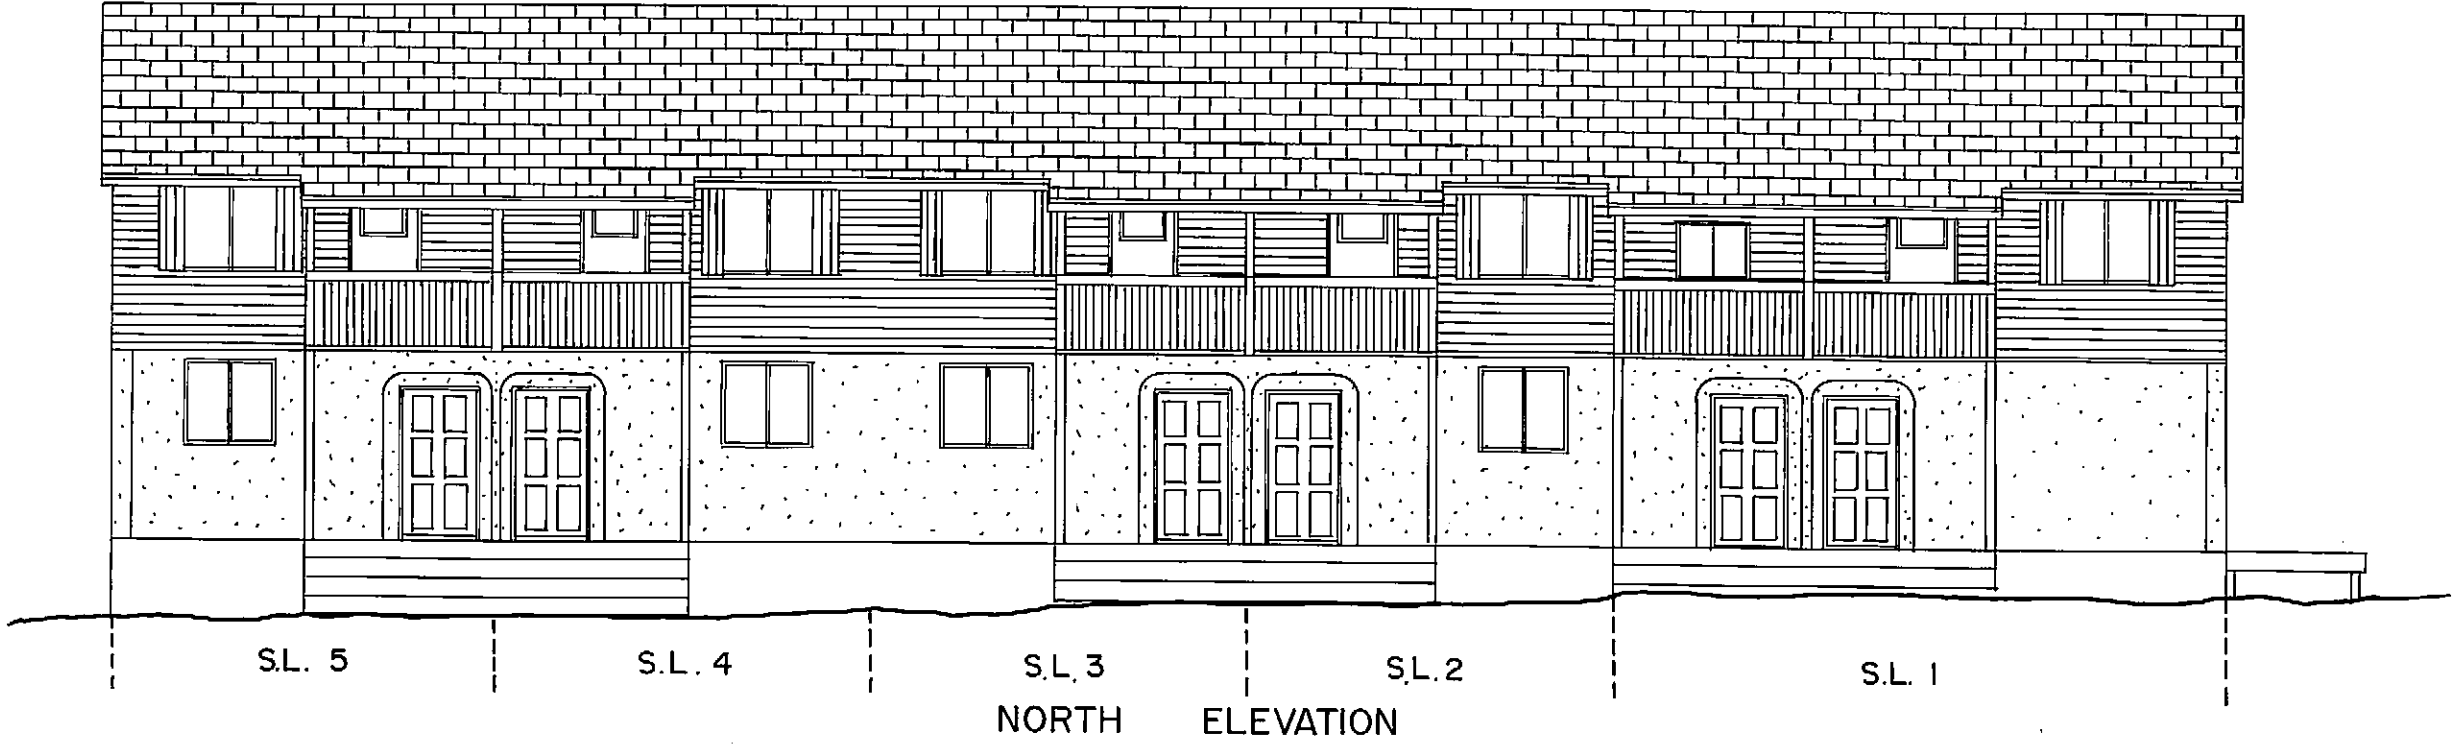 S.L. 5 S.L. 4 S.L. 3 S.L. 2 S.L. 1
NORTH ELEVATION